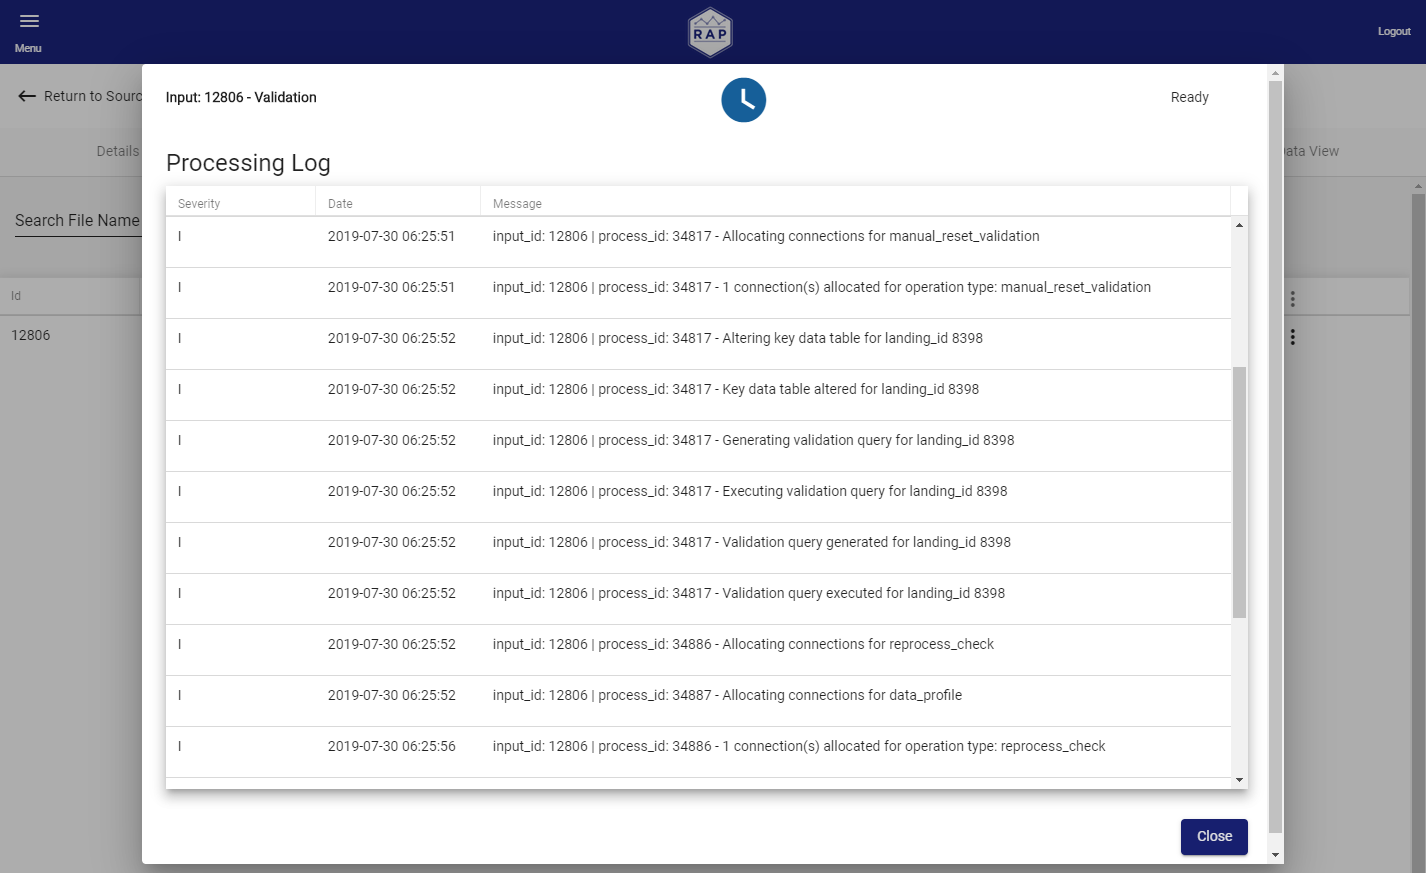 Menu
RAP
Logout
Return to Sourc
Input: 12806 - Validation
Ready
Details
Data View
Processing Log
Search File Name
Severity Date Message
I 2019-07-30 06:25:51 input_id: 12806 | process_id: 34817 - Allocating connections for manual_reset_validation
I 2019-07-30 06:25:51 input_id: 12806 | process_id: 34817 - 1 connection(s) allocated for operation type: manual_reset_validation
Id
I 2019-07-30 06:25:52 input_id: 12806 | process_id: 34817 - Altering key data table for landing_id 8398
12806
I 2019-07-30 06:25:52 input_id: 12806 | process_id: 34817 - Key data table altered for landing_id 8398
I 2019-07-30 06:25:52 input_id: 12806 | process_id: 34817 - Generating validation query for landing_id 8398
I 2019-07-30 06:25:52 input_id: 12806 | process_id: 34817 - Executing validation query for landing_id 8398
I 2019-07-30 06:25:52 input_id: 12806 | process_id: 34817 - Validation query generated for landing_id 8398
I 2019-07-30 06:25:52 input_id: 12806 | process_id: 34817 - Validation query executed for landing_id 8398
I 2019-07-30 06:25:52 input_id: 12806 | process_id: 34886 - Allocating connections for reprocess_check
I 2019-07-30 06:25:52 input_id: 12806 | process_id: 34887 - Allocating connections for data_profile
I 2019-07-30 06:25:56 input_id: 12806 | process_id: 34886 - 1 connection(s) allocated for operation type: reprocess_check
Close